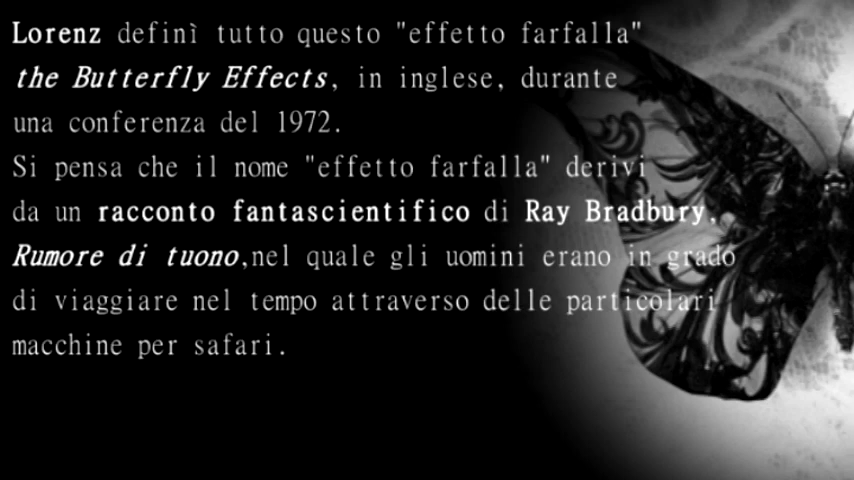 Lorenz definì tutto questo "effetto farfalla"
the Butterfly Effects, in inglese, durante
una conferenza del 1972.
Si pensa che il nome "effetto farfalla" derivi
da un racconto fantascientifico di Ray Bradbury,
Rumore di tuono,nel quale gli uomini erano in grado
di viaggiare nel tempo attraverso delle particolari
macchine per safari.